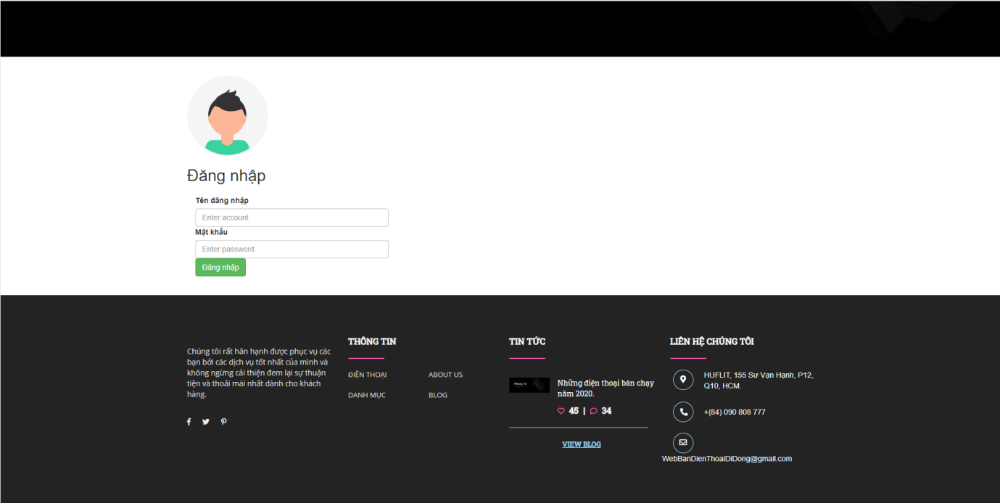 Đăng nhập
Tên đăng nhập
Enter account
Mật khẩu
Enter password
Đăng nhập
Chúng tôi rất hân hạnh được phục vụ các
bạn bởi các dịch vụ tốt nhất của mình và
không ngừng cải thiện đem lại sự thuận
tiện và thoải mái nhất dành cho khách
hàng.
THÔNG TIN
ĐIỆN THOẠI
ABOUT US
DANH MỤC
BLOG
TIN TỨC
Những điện thoại bán chạy
năm 2020.
45 | 34
VIEW BLOG
LIÊN HỆ CHÚNG TÔI
HUFLIT, 155 Sư Vạn Hạnh, P12,
Q10, HCM.
+(84) 090 808 777
WebBanDienThoaiDiDong@gmail.com